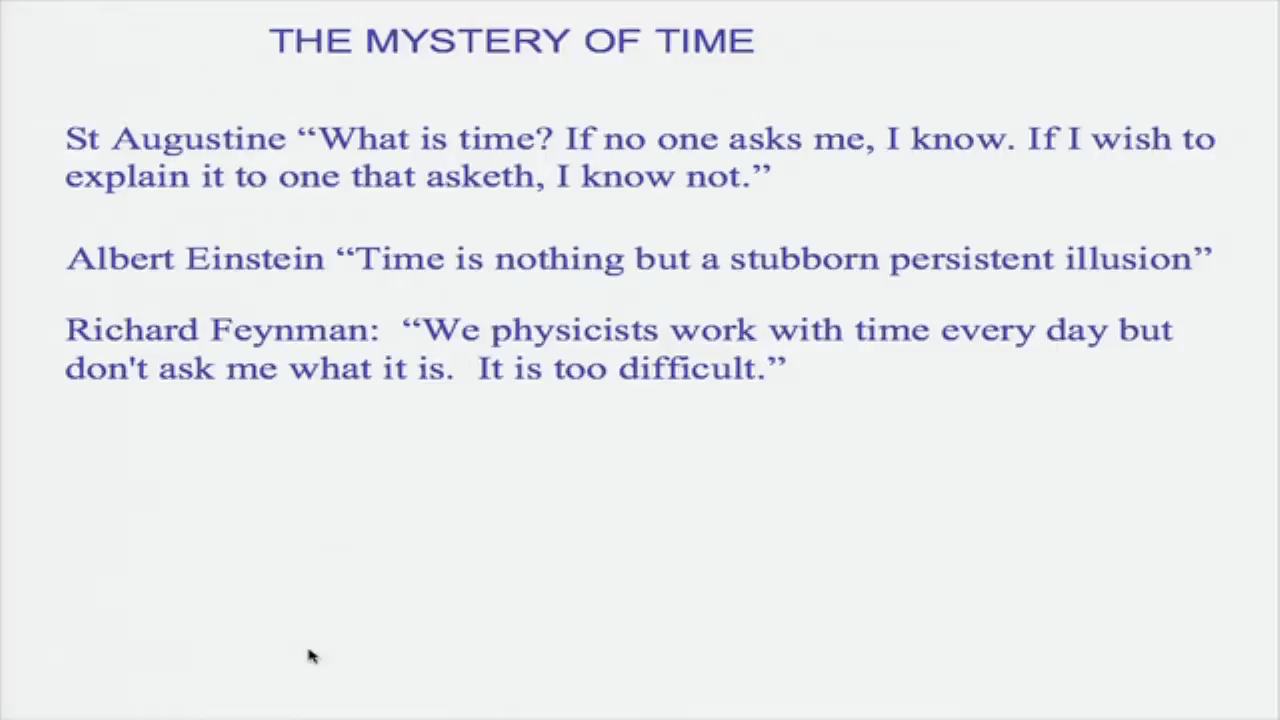 THE MYSTERY OF TIME
St Augustine “What is time? If no one asks me, I know. If I wish to
explain it to one that asketh, I know not.”
Albert Einstein “Time is nothing but a stubborn persistent illusion”
Richard Feynman:  “We physicists work with time every day but
don't ask me what it is.  It is too difficult.”